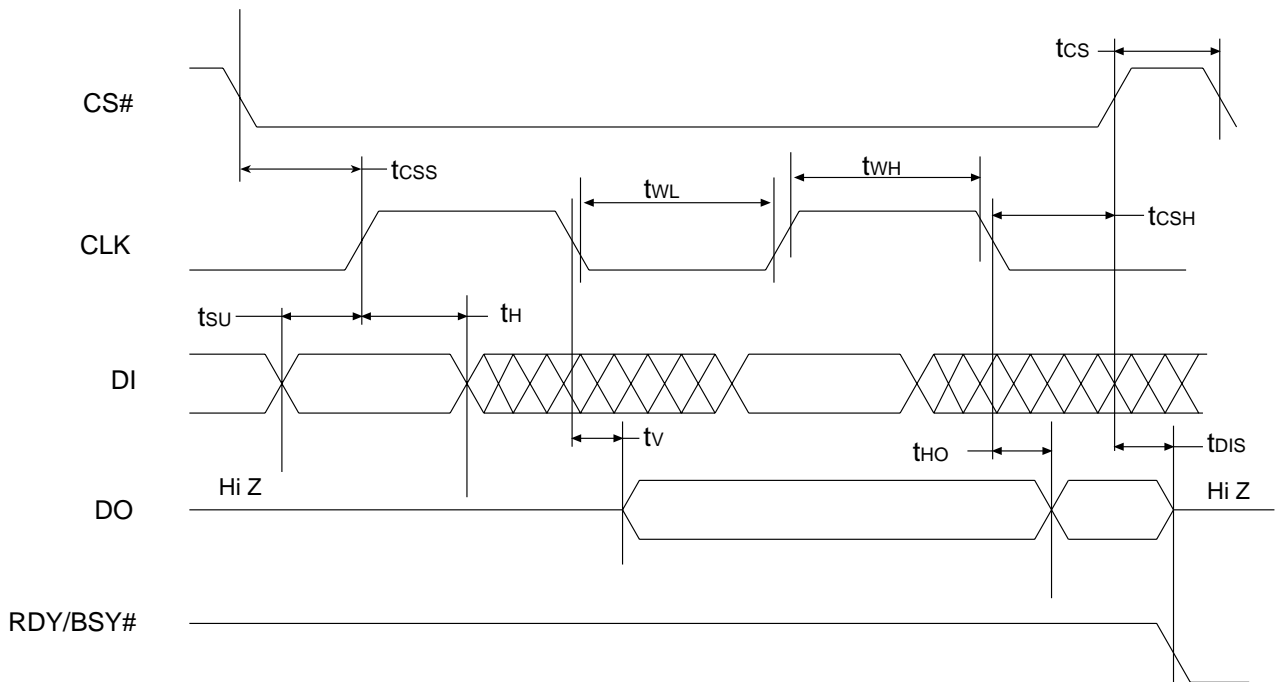 tCS
CS#
tCSS
tWL
tWH
tCSH
CLK
tSU
tH
DI
tV
tHO
tDIS
Hi Z
Hi Z
DO
RDY/BSY#